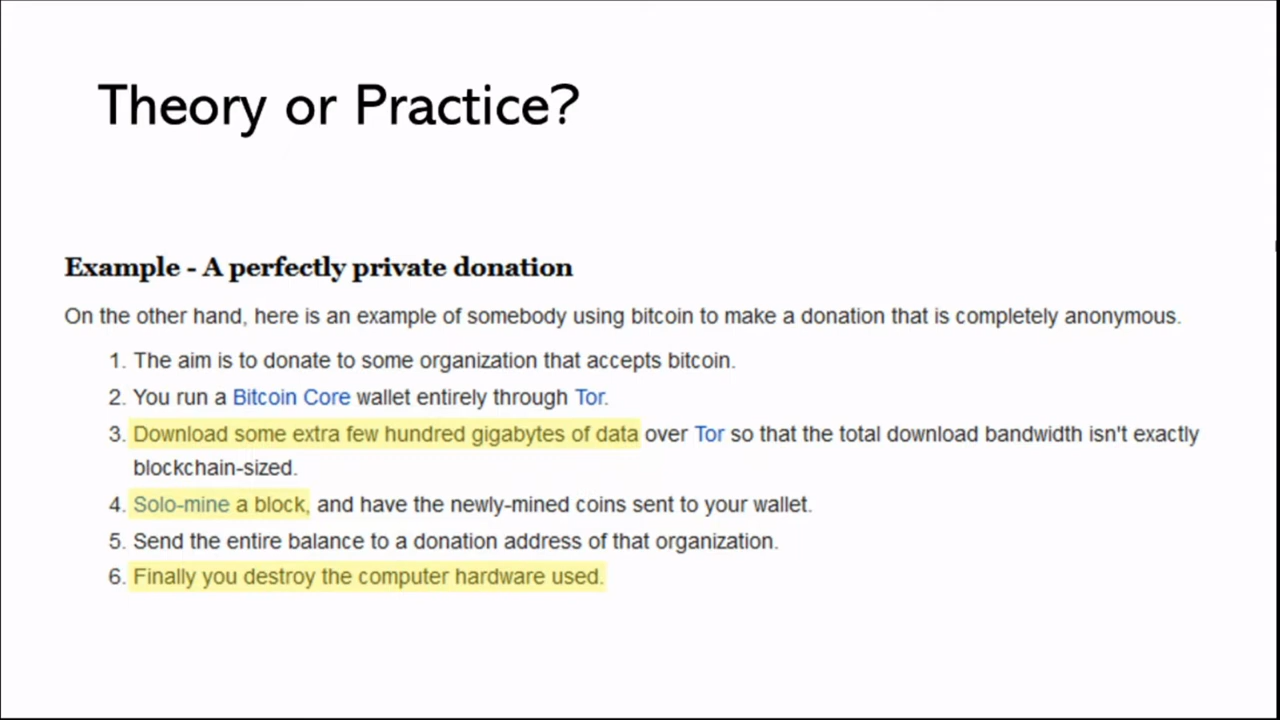 Theory or Practice?
Example - A perfectly private donation
On the other hand, here is an example of somebody using bitcoin to make a donation that is completely anonymous.
1. The aim is to donate to some organization that accepts bitcoin.
2. You run a Bitcoin Core wallet entirely through Tor.
3. Download some extra few hundred gigabytes of data over Tor so that the total download bandwidth isn't exactly
blockchain-sized.
4. Solo-mine a block, and have the newly-mined coins sent to your wallet.
5. Send the entire balance to a donation address of that organization.
6. Finally you destroy the computer hardware used.